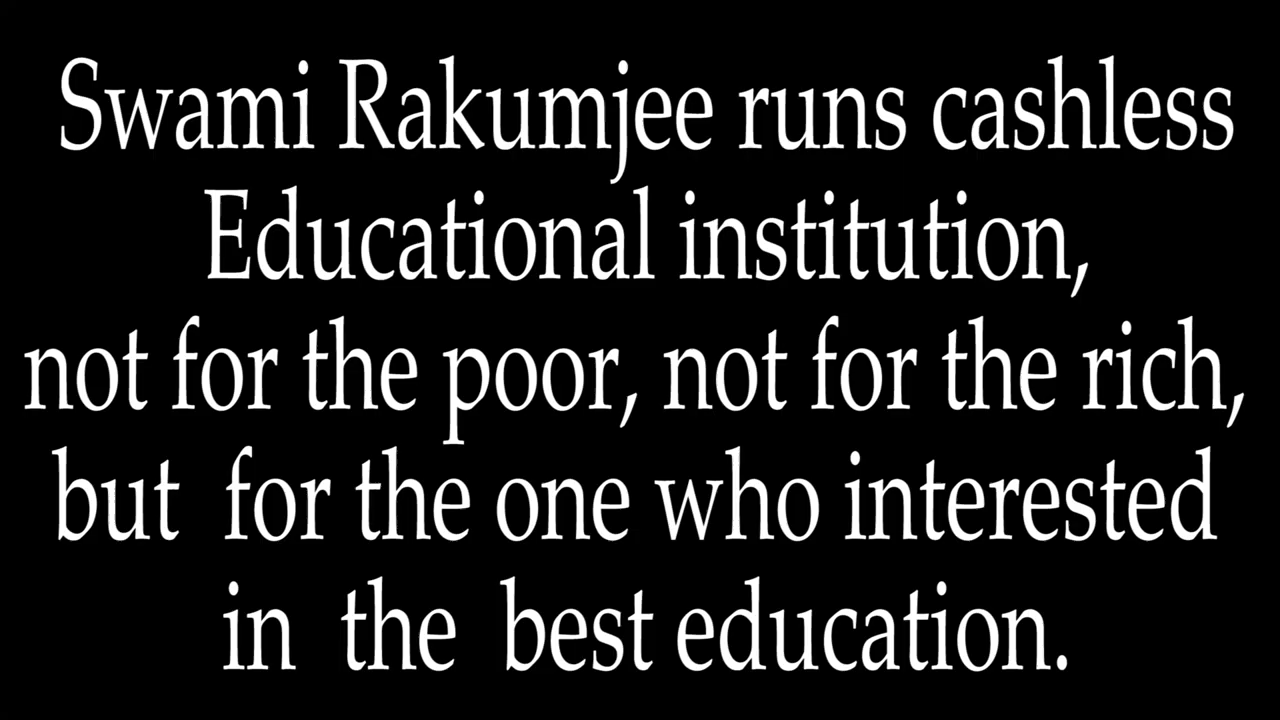 Swami Rakumjee runs cashless
Educational institution,
not for the poor, not for the rich,
but for the one who interested
in the best education.